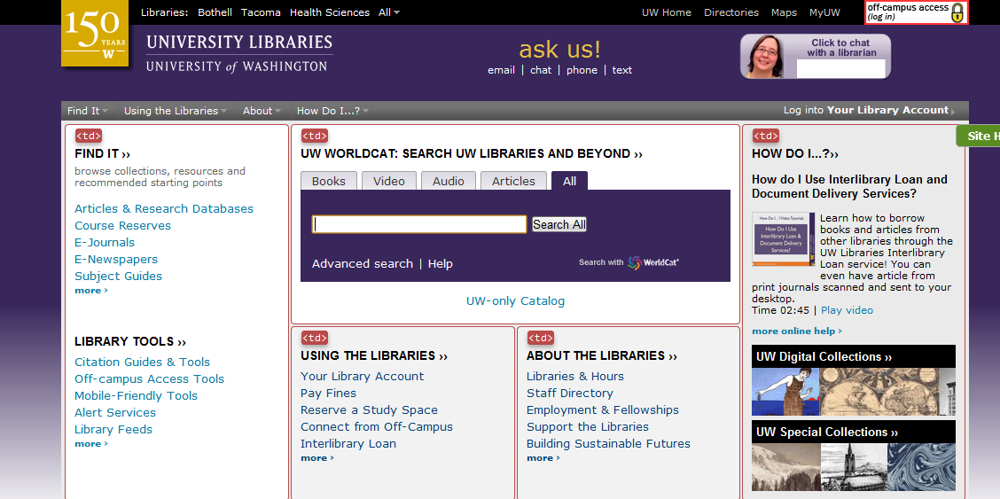 Libraries: Bothell Tacoma Health Sciences All
UW Home Directories Maps MyUW
off-campus access
(log in)
150
YEARS
W
UNIVERSITY LIBRARIES
UNIVERSITY of WASHINGTON
ask us!
email | chat | phone | text
Click to chat
with a librarian
Find It Using the Libraries About How Do I...?
Log into Your Library Account
<td>
FIND IT ››
browse collections, resources and
recommended starting points
Articles & Research Databases
Course Reserves
E-Journals
E-Newspapers
Subject Guides
more ›
LIBRARY TOOLS ››
Citation Guides & Tools
Off-campus Access Tools
Mobile-Friendly Tools
Alert Services
Library Feeds
more ›
<td>
UW WORLDCAT: SEARCH UW LIBRARIES AND BEYOND ››
Books Video Audio Articles All
Search All
Advanced search | Help
Search with WorldCat
UW-only Catalog
<td>
USING THE LIBRARIES ››
Your Library Account
Pay Fines
Reserve a Study Space
Connect from Off-Campus
Interlibrary Loan
more ›
<td>
ABOUT THE LIBRARIES ››
Libraries & Hours
Staff Directory
Employment & Fellowships
Support the Libraries
Building Sustainable Futures
more ›
<td>
Site H
HOW DO I...?››
How do I Use Interlibrary Loan and
Document Delivery Services?
How Do I...? Video Tutorials
How Do I Use
Interlibrary Loan &
Document Delivery
Services?
Learn how to borrow
books and articles from
other libraries through the
UW Libraries Interlibrary
Loan service! You can
even have article from
print journals scanned and sent to your
desktop.
Time 02:45 | Play video
more online help ›
UW Digital Collections ››
UW Special Collections ››